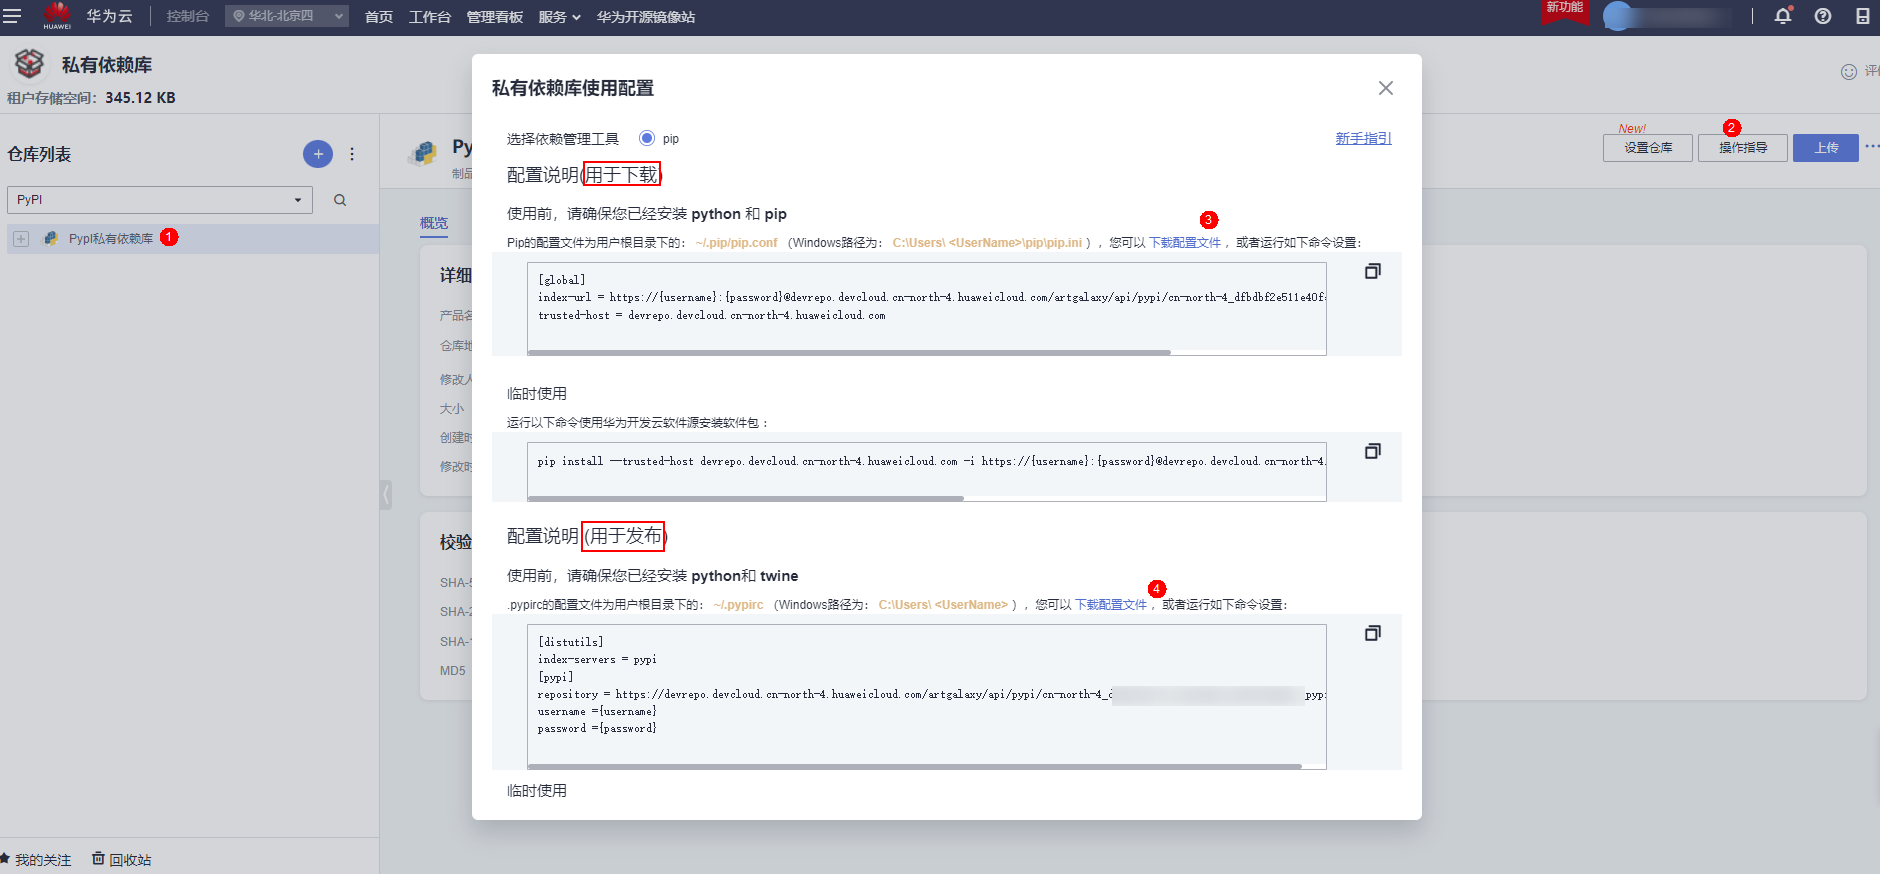 HUAWEI
华为云
控制台
华北-北京四
首页
工作台
管理看板
服务
华为开源镜像站
新功能
私有依赖库
租户存储空间: 345.12 KB
仓库列表
+
PyPI
PypI私有依赖库
1
我的关注
回收站
Py
制品
New!
2
设置仓库
操作指导
上传
概览
详细
产品名
仓库地
修改人
大小
创建时
修改时
校验
SHA-5
SHA-2
SHA-1
MD5
私有依赖库使用配置
选择依赖管理工具
pip
新手指引
配置说明(用于下载)
使用前，请确保您已经安装 python 和 pip
3
Pip的配置文件为用户根目录下的: ~/.pip/pip.conf （Windows路径为: C:\Users\ <UserName>\pip\pip.ini ），您可以 下载配置文件 ，或者运行如下命令设置:
[global]
index-url = https://{username}:{password}@devrepo.devcloud.cn-north-4.huaweicloud.com/artgalaxy/api/pypi/cn-north-4_dfbdbf2e511e40f
trusted-host = devrepo.devcloud.cn-north-4.huaweicloud.com
临时使用
运行以下命令使用华为开发云软件源安装软件包：
pip install --trusted-host devrepo.devcloud.cn-north-4.huaweicloud.com -i https://{username}:{password}@devrepo.devcloud.cn-north-4.
配置说明 (用于发布)
使用前，请确保您已经安装 python和 twine
4
.pypirc的配置文件为用户根目录下的: ~/.pypirc （Windows路径为: C:\Users\ <UserName> ），您可以 下载配置文件 ，或者运行如下命令设置:
[distutils]
index-servers = pypi
[pypi]
repository = https://devrepo.devcloud.cn-north-4.huaweicloud.com/artgalaxy/api/pypi/cn-north-4_d
username ={username}
password ={password}
临时使用